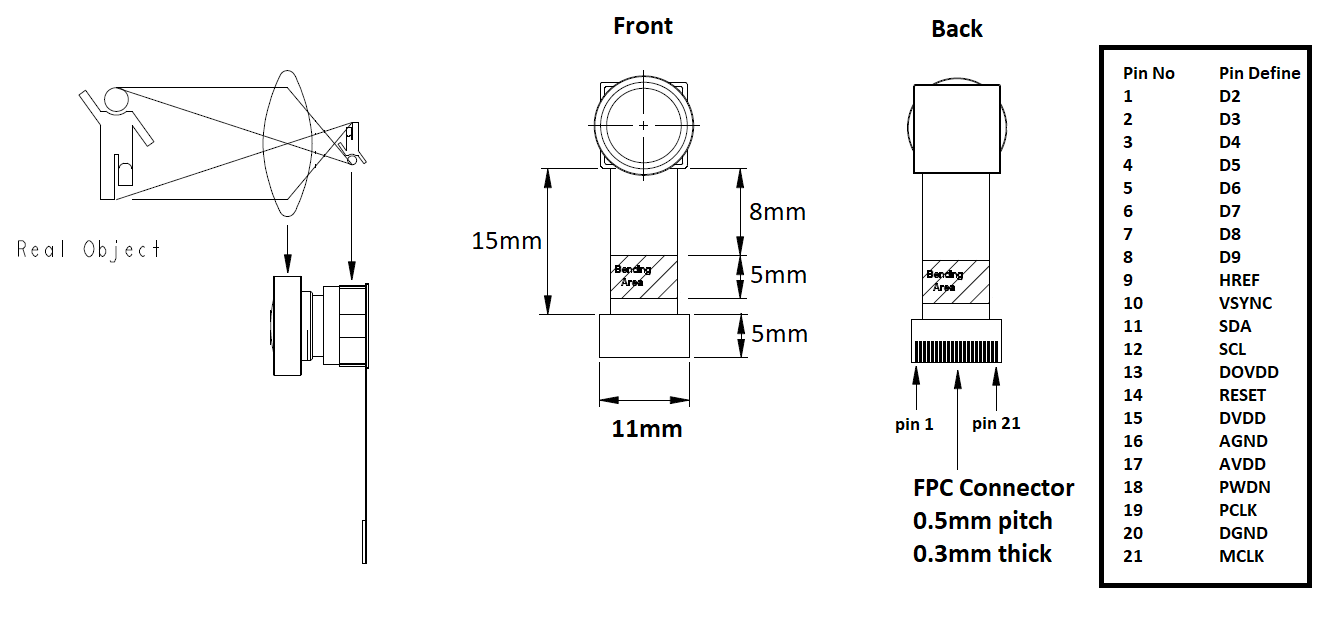 Real Object
Front
15mm
8mm
Bending
Area
5mm
5mm
11mm
Back
Bending
Area
pin 1
pin 21
FPC Connector
0.5mm pitch
0.3mm thick
Pin No Pin Define
1 D2
2 D3
3 D4
4 D5
5 D6
6 D7
7 D8
8 D9
9 HREF
10 VSYNC
11 SDA
12 SCL
13 DOVDD
14 RESET
15 DVDD
16 AGND
17 AVDD
18 PWDN
19 PCLK
20 DGND
21 MCLK